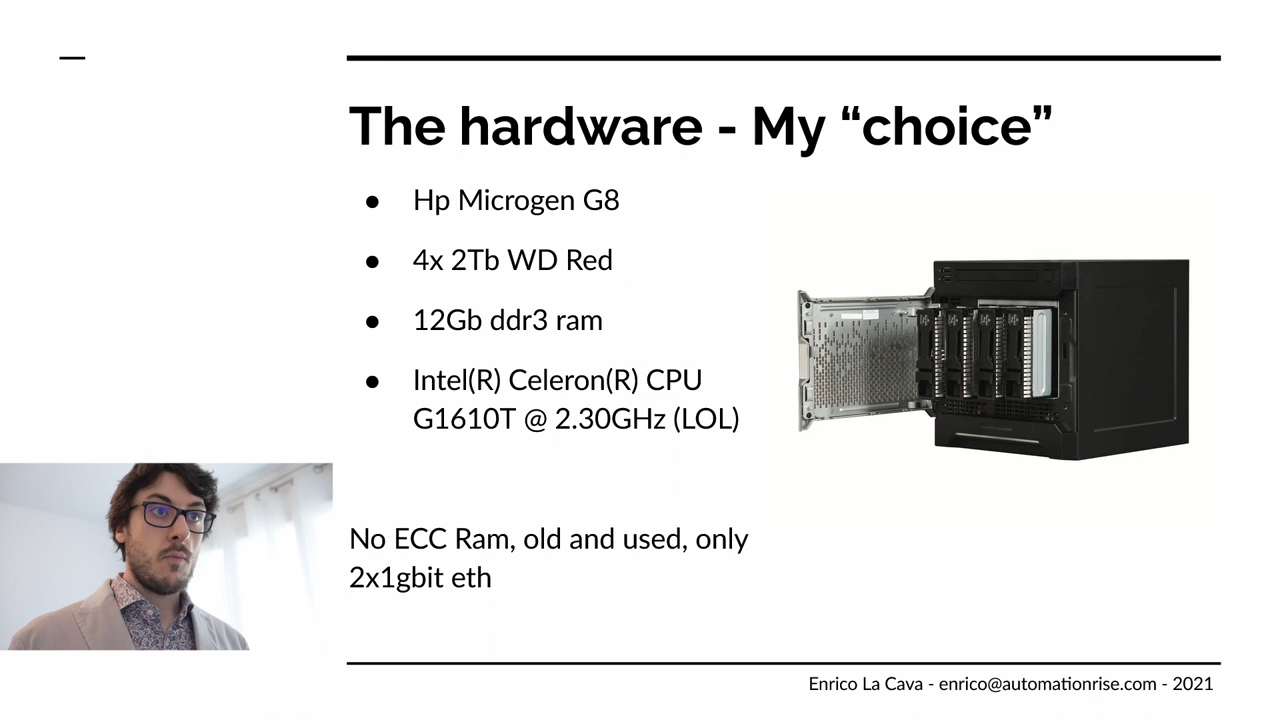 The hardware - My “choice”
● Hp Microgen G8
● 4x 2Tb WD Red
● 12Gb ddr3 ram
● Intel(R) Celeron(R) CPU
G1610T @ 2.30GHz (LOL)
No ECC Ram, old and used, only
2x1gbit eth
Enrico La Cava - enrico@automationrise.com - 2021